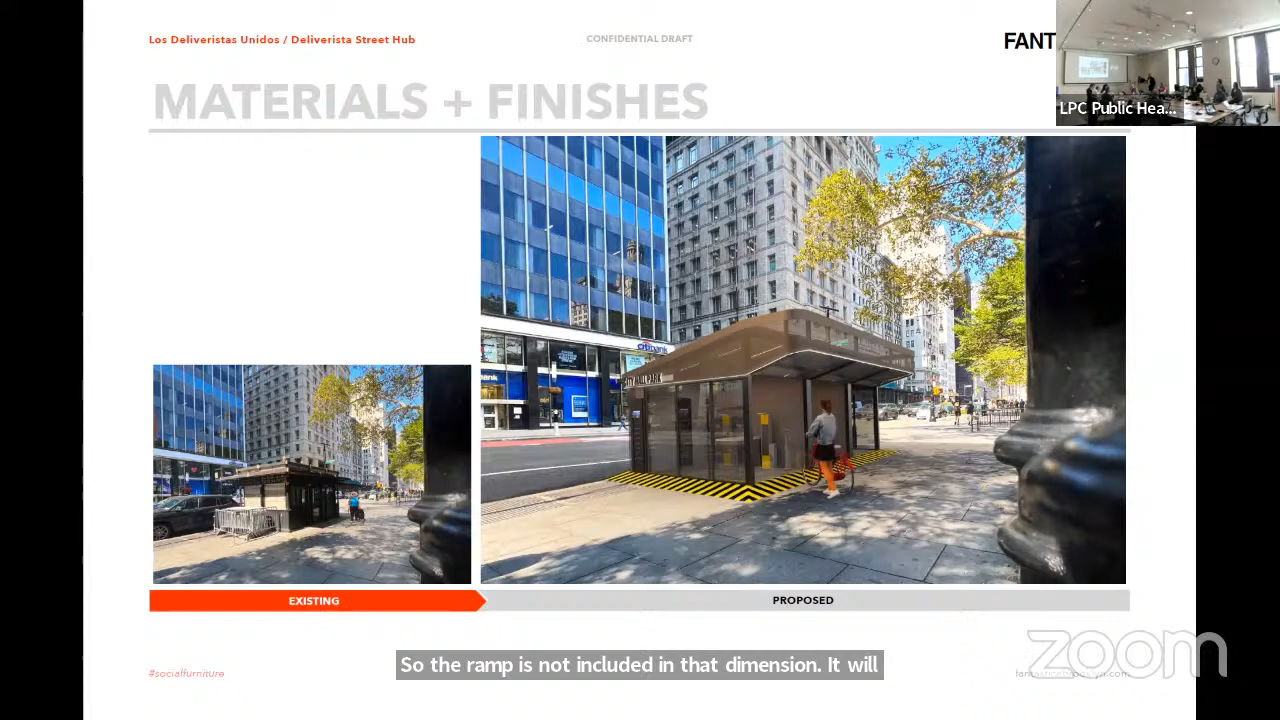 Los Deliveristas Unidos / Deliverista Street Hub
CONFIDENTIAL DRAFT
FANT
LPC Public Hea...
MATERIALS + FINISHES
citibank
CITY HALL PARK
EXISTING
PROPOSED
So the ramp is not included in that dimension. It will
zoom
#socialfurniture